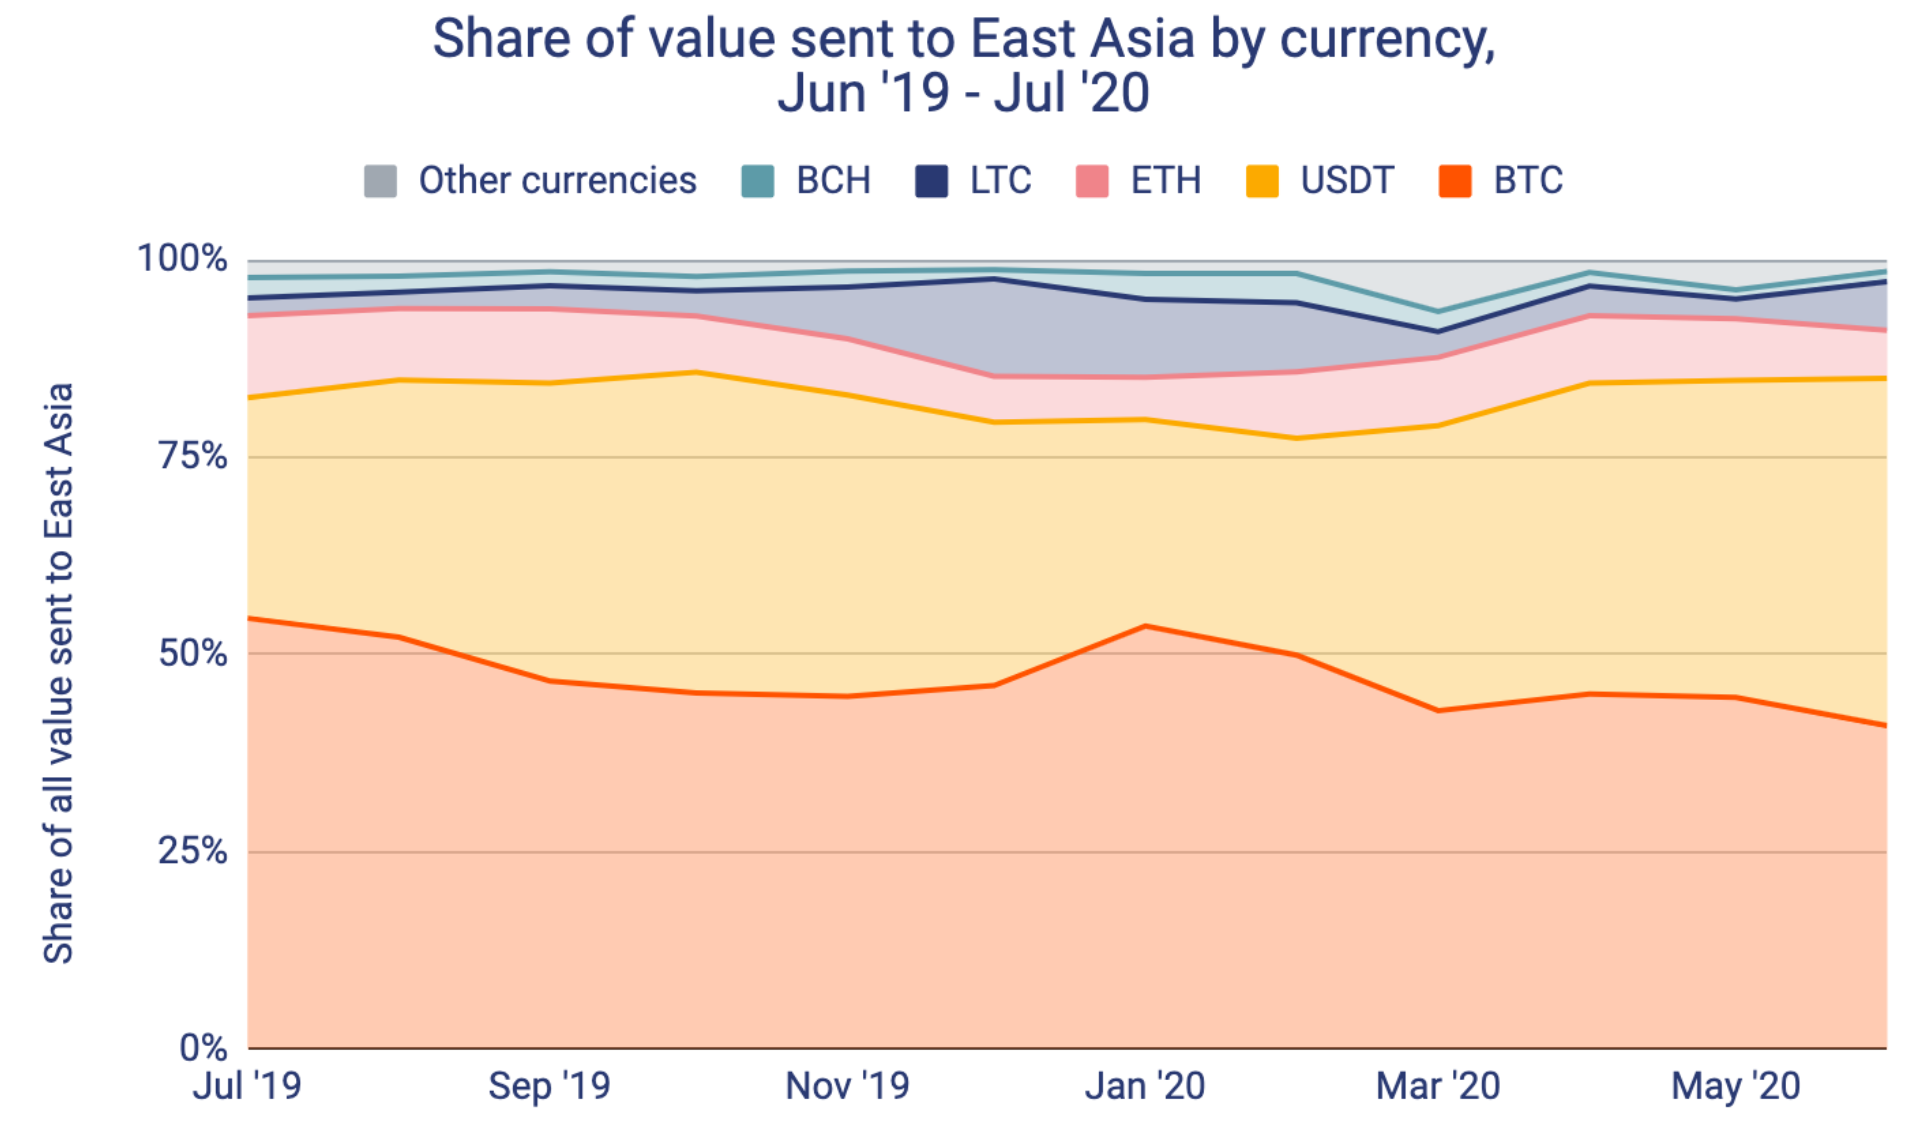 Share of value sent to East Asia by currency,
Jun '19 - Jul '20
Other currencies BCH LTC ETH USDT BTC
Share of all value sent to East Asia
100%
75%
50%
25%
0%
Jul '19 Sep '19 Nov '19 Jan '20 Mar '20 May '20